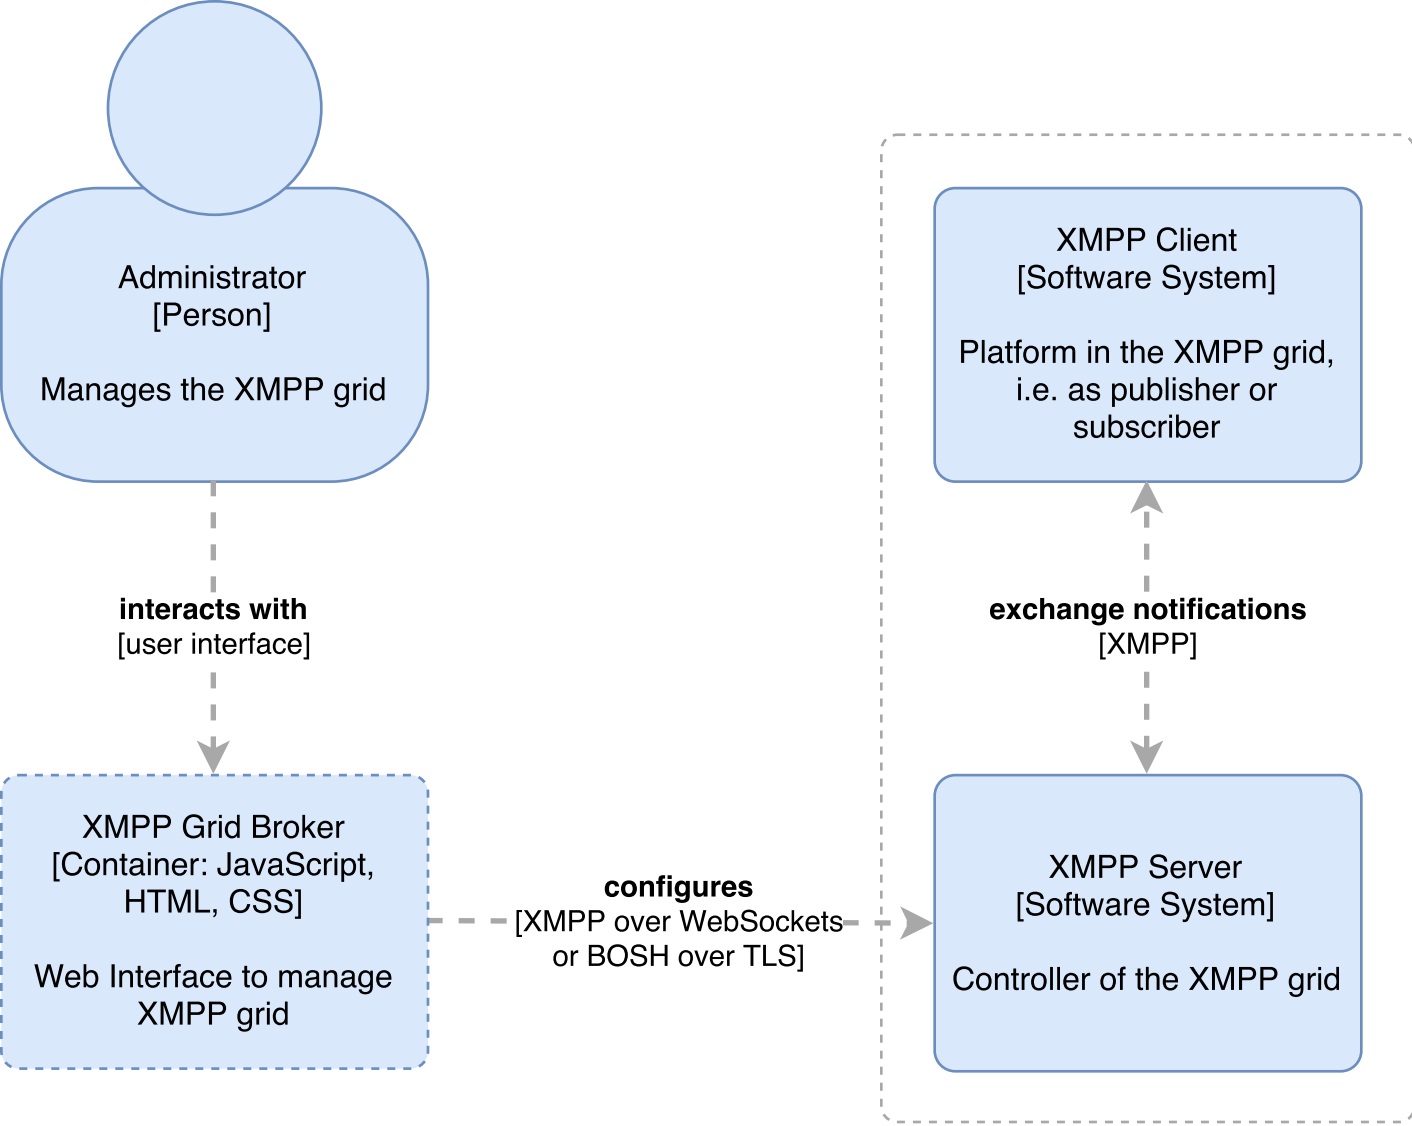 Administrator
[Person]
Manages the XMPP grid
interacts with
[user interface]
XMPP Grid Broker
[Container: JavaScript,
HTML, CSS]
Web Interface to manage
XMPP grid
configures
[XMPP over WebSockets
or BOSH over TLS]
XMPP Client
[Software System]
Platform in the XMPP grid,
i.e. as publisher or
subscriber
exchange notifications
[XMPP]
XMPP Server
[Software System]
Controller of the XMPP grid